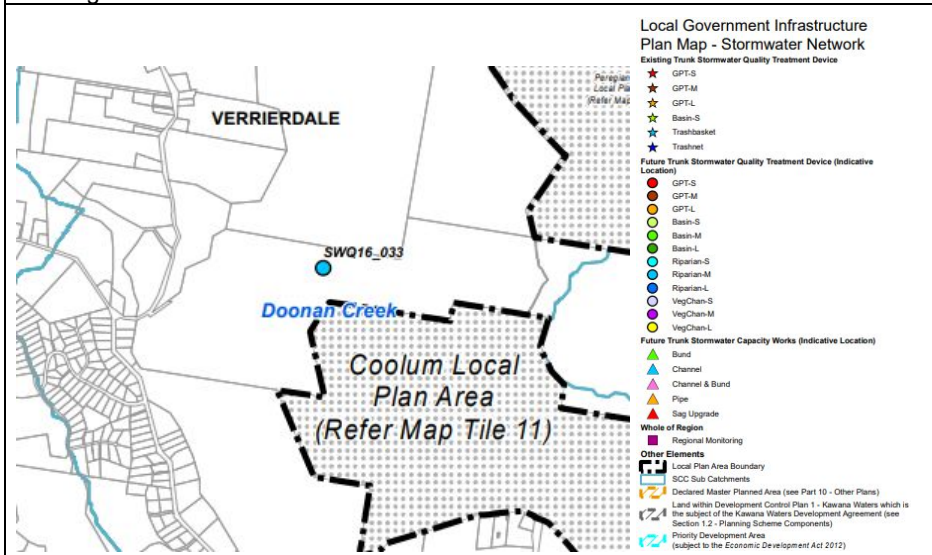 VERRIERDALE
SWQ16_033
Doonan Creek
Coolum Local
Plan Area
(Refer Map Tile 11)
Local Pla
(Refer Map
Local Government Infrastructure
Plan Map - Stormwater Network
Existing Trunk Stormwater Quality Treatment Device
GPT-S
GPT-M
GPT-L
Basin-S
Trashbasket
Trashnet
Future Trunk Stormwater Quality Treatment Device (Indicative
Location)
GPT-S
GPT-M
GPT-L
Basin-S
Basin-M
Basin-L
Riparian-S
Riparian-M
Riparian-L
VegChan-S
VegChan-M
VegChan-L
Future Trunk Stormwater Capacity Works (Indicative Location)
Bund
Channel
Channel & Bund
Pipe
Sag Upgrade
Whole of Region
Regional Monitoring
Other Elements
Local Plan Area Boundary
SCC Sub Catchments
Declared Master Planned Area (see Part 10 - Other Plans)
Land within Development Control Plan 1 - Kawana Waters which is
the subject of the Kawana Waters Development Agreement (see
Section 1.2 - Planning Scheme Components)
Priority Development Area
(subject to the Economic Development Act 2012)